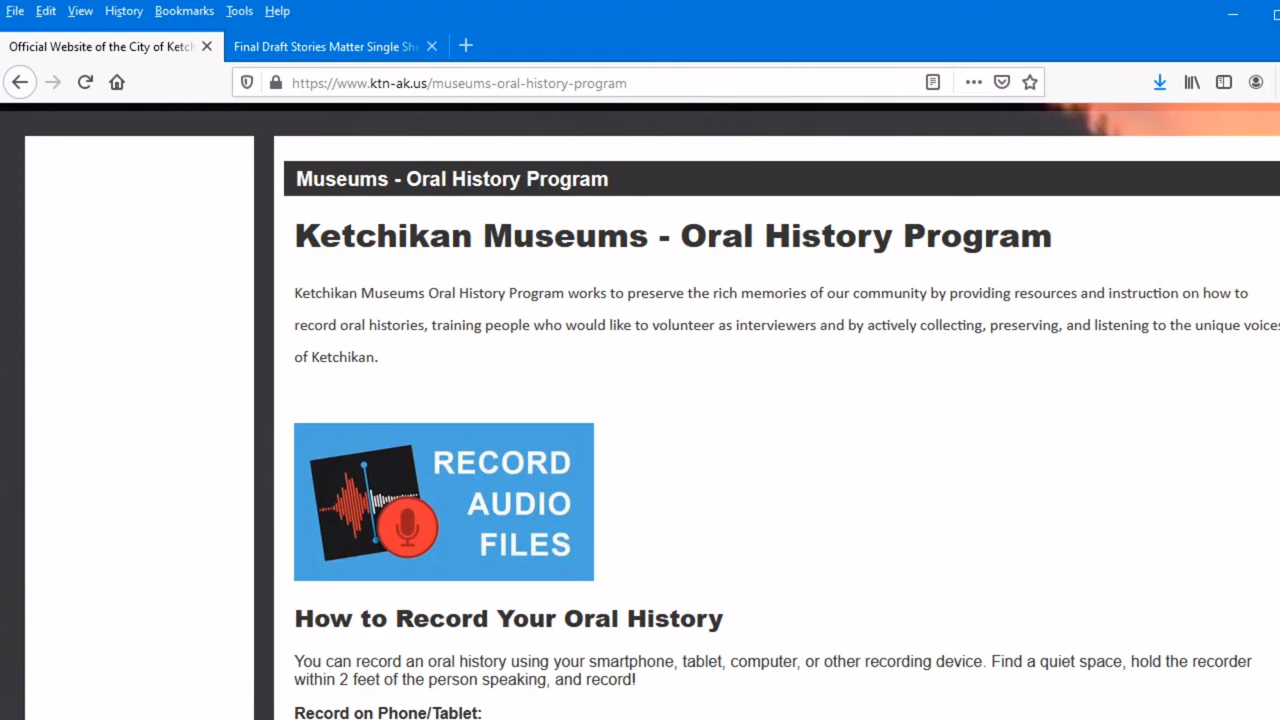 File Edit View History Bookmarks Tools Help
Official Website of the City of Ketch
Final Draft Stories Matter Single She
https://www.ktn-ak.us/museums-oral-history-program
Museums - Oral History Program
Ketchikan Museums - Oral History Program
Ketchikan Museums Oral History Program works to preserve the rich memories of our community by providing resources and instruction on how to
record oral histories, training people who would like to volunteer as interviewers and by actively collecting, preserving, and listening to the unique voices
of Ketchikan.
RECORD
AUDIO
FILES
How to Record Your Oral History
You can record an oral history using your smartphone, tablet, computer, or other recording device. Find a quiet space, hold the recorder
within 2 feet of the person speaking, and record!
Record on Phone/Tablet: